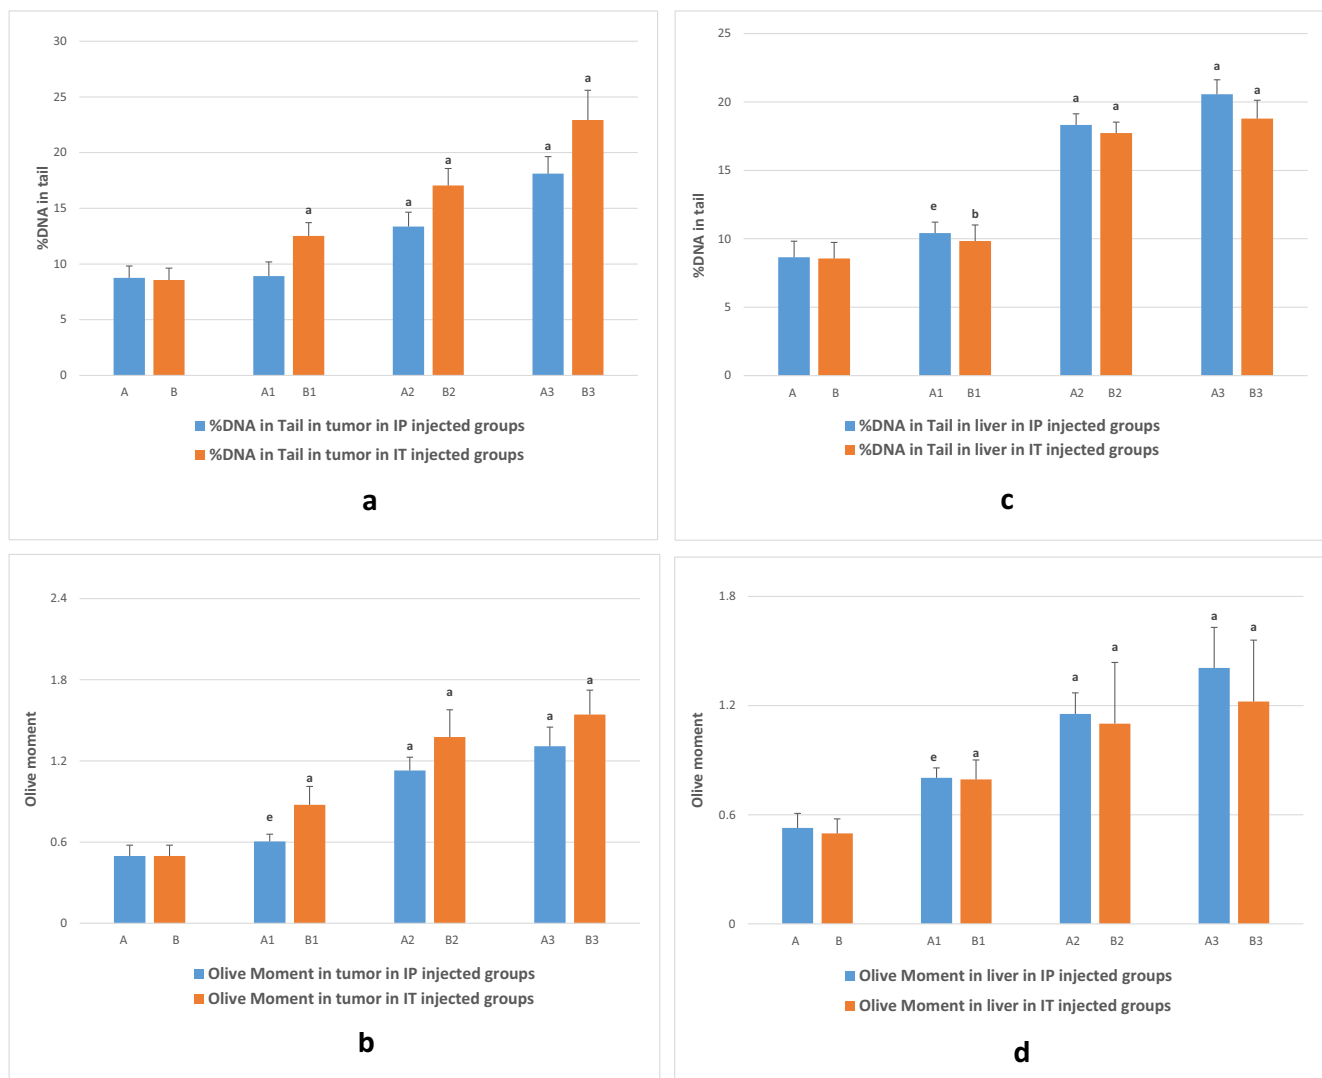 30
25
20
15
10
5
0
%DNA in tail
a
a
a
a
a
A B A1 B1 A2 B2 A3 B3
%DNA in Tail in tumor in IP injected groups
%DNA in Tail in tumor in IT injected groups
a
25
20
15
10
5
0
%DNA in tail
e
b
a
a
a
a
A B A1 B1 A2 B2 A3 B3
%DNA in Tail in liver in IP injected groups
%DNA in Tail in liver in IT injected groups
c
2.4
1.8
1.2
0.6
0
Olive moment
e
a
a
a
a
a
A B A1 B1 A2 B2 A3 B3
Olive Moment in tumor in IP injected groups
Olive Moment in tumor in IT injected groups
b
1.8
1.2
0.6
0
Olive moment
e
a
a
a
a
a
A B A1 B1 A2 B2 A3 B3
Olive Moment in liver in IP injected groups
Olive Moment in liver in IT injected groups
d